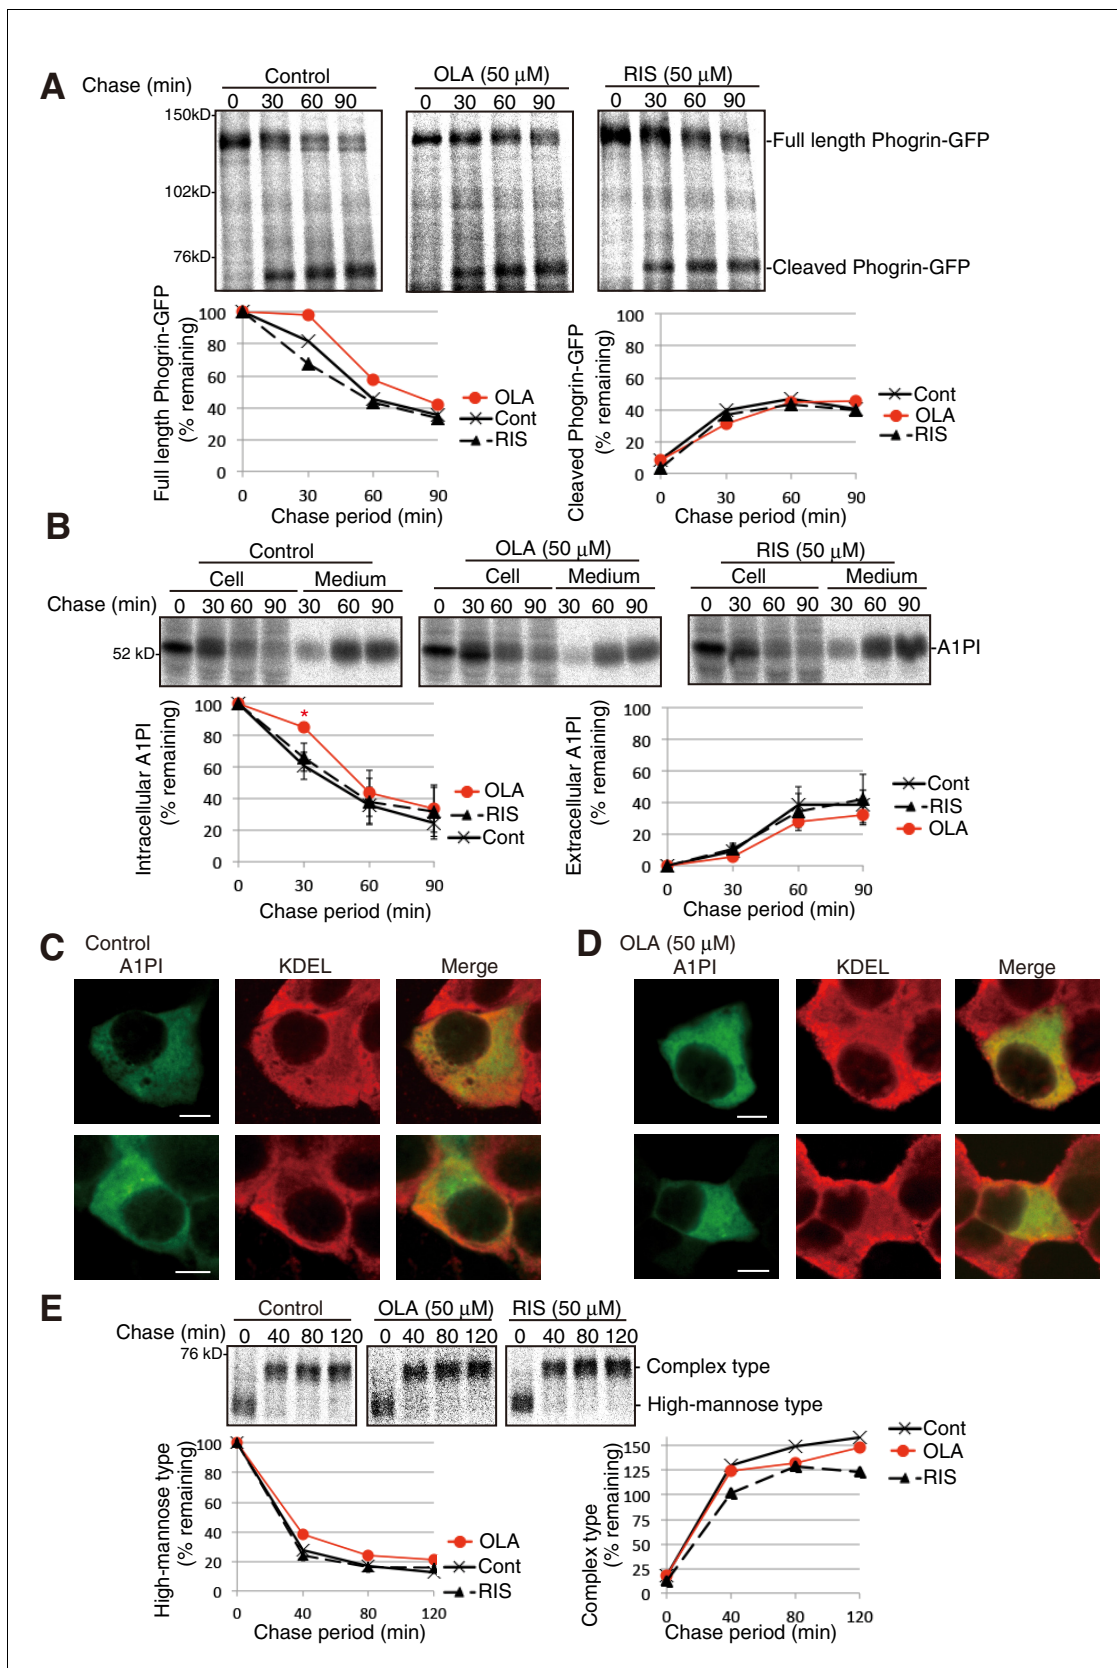 A
Chase (min)
Control
OLA (50 μM)
RIS (50 μM)
0 30 60 90
0 30 60 90
0 30 60 90
150kD
102kD
76kD
-Full length Phogrin-GFP
-Cleaved Phogrin-GFP
Full length Phogrin-GFP
(% remaining)
100
80
60
40
20
0
0 30 60 90
Chase period (min)
OLA
Cont
RIS
Cleaved Phogrin-GFP
(% remaining)
100
80
60
40
20
0
0 30 60 90
Chase period (min)
Cont
OLA
RIS
B
Control
OLA (50 μM)
RIS (50 μM)
Cell Medium
Cell Medium
Cell Medium
Chase (min)
0 30 60 90 30 60 90
0 30 60 90 30 60 90
0 30 60 90 30 60 90
52 kD
-A1PI
Intracellular A1PI
(% remaining)
100
80
60
40
20
0
*
0 30 60 90
Chase period (min)
OLA
RIS
Cont
Extracellular A1PI
(% remaining)
100
80
60
40
20
0
0 30 60 90
Chase period (min)
Cont
RIS
OLA
C
Control
A1PI KDEL Merge
D
OLA (50 μM)
A1PI KDEL Merge
E
Control
OLA (50 μM)
RIS (50 μM)
Chase (min)
0 40 80 120
0 40 80 120
0 40 80 120
76 kD
- Complex type
- High-mannose type
High-mannose type
(% remaining)
100
80
60
40
20
0
0 40 80 120
Chase period (min)
OLA
Cont
RIS
Complex type
(% remaining)
150
125
100
75
50
25
0
0 40 80 120
Chase period (min)
Cont
OLA
RIS